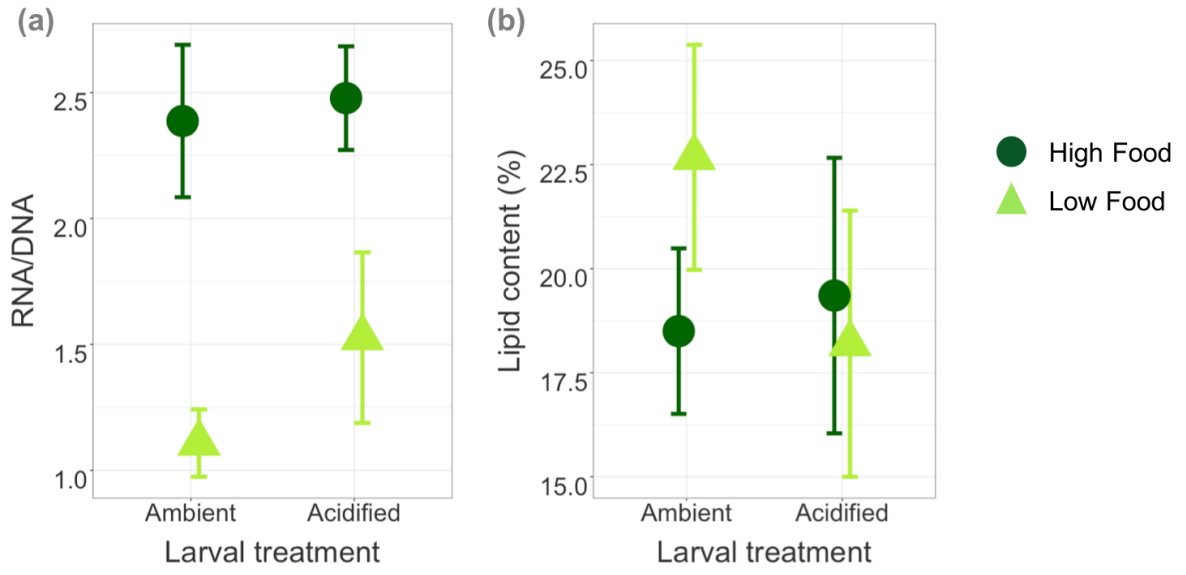 (a)
RNA/DNA
2.5
2.0
1.5
1.0
Ambient Acidified
Larval treatment
(b)
Lipid content (%)
25.0
22.5
20.0
17.5
15.0
Ambient Acidified
Larval treatment
High Food
Low Food